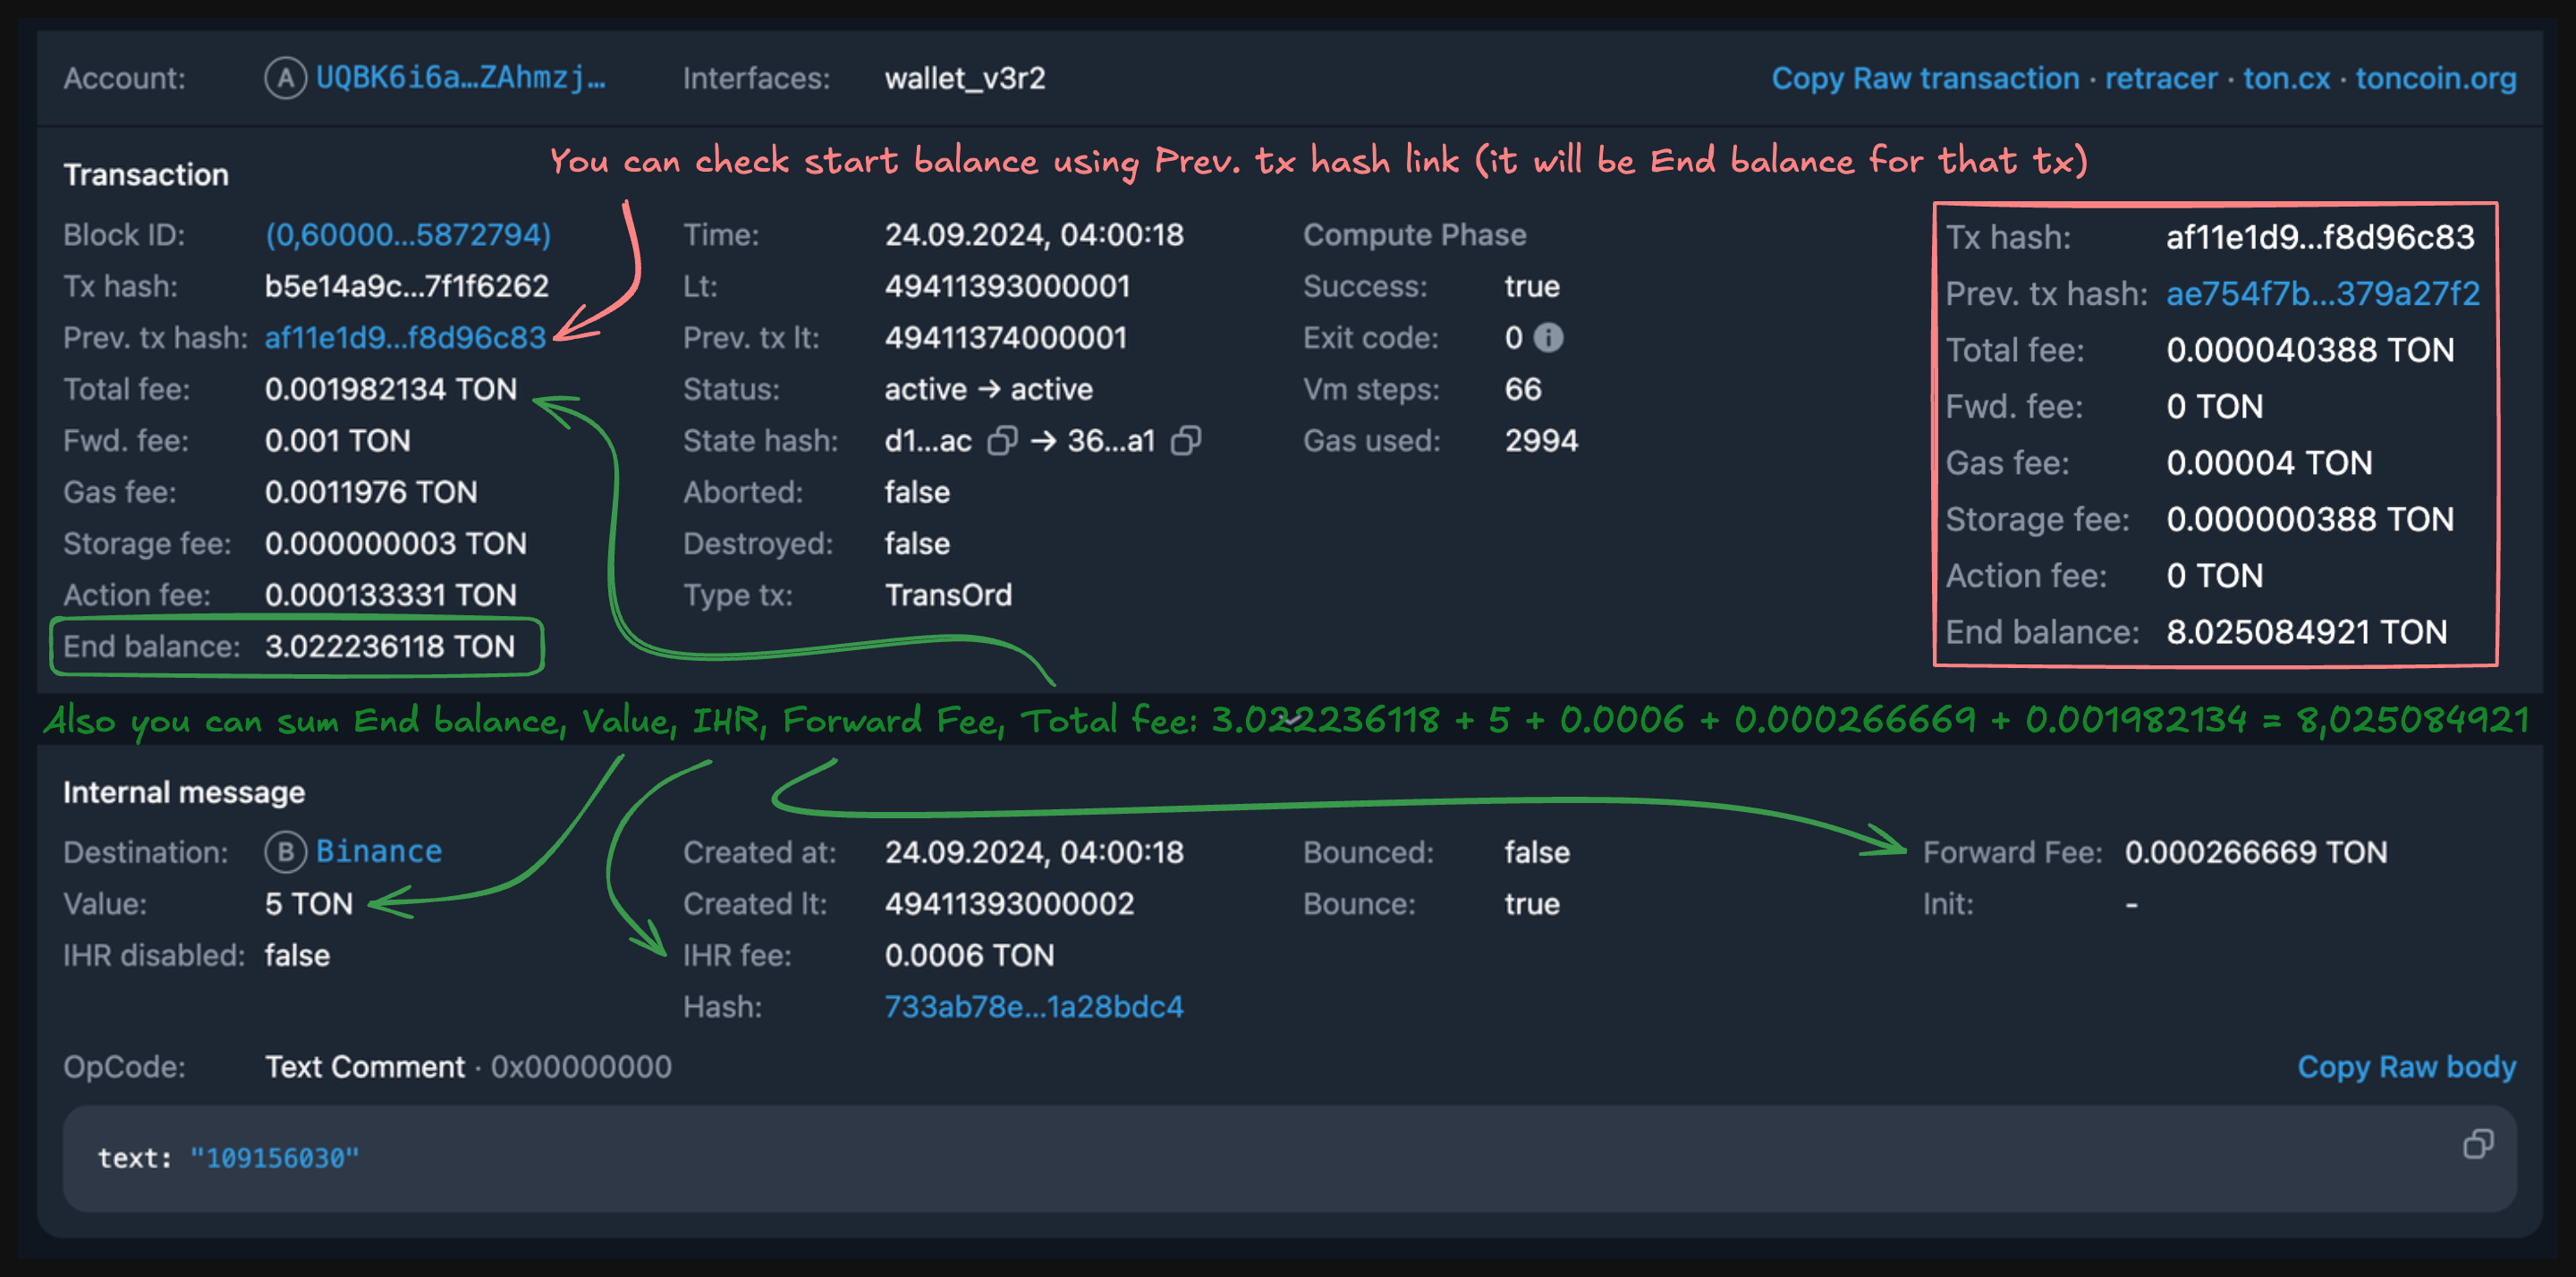 Account: A UQBK6i6a…ZAhmzj… Interfaces: wallet_v3r2 Copy Raw transaction · retracer · ton.cx · toncoin.org
You can check start balance using Prev. tx hash link (it will be End balance for that tx)
Transaction
Block ID: (0,60000...5872794)
Tx hash: b5e14a9c...7f1f6262
Prev. tx hash: af11e1d9...f8d96c83
Total fee: 0.001982134 TON
Fwd. fee: 0.001 TON
Gas fee: 0.0011976 TON
Storage fee: 0.000000003 TON
Action fee: 0.000133331 TON
End balance: 3.022236118 TON
Time: 24.09.2024, 04:00:18
Lt: 49411393000001
Prev. tx lt: 49411374000001
Status: active → active
State hash: d1...ac → 36...a1
Aborted: false
Destroyed: false
Type tx: TransOrd
Compute Phase
Success: true
Exit code: 0
Vm steps: 66
Gas used: 2994
Tx hash: af11e1d9...f8d96c83
Prev. tx hash: ae754f7b...379a27f2
Total fee: 0.000040388 TON
Fwd. fee: 0 TON
Gas fee: 0.00004 TON
Storage fee: 0.000000388 TON
Action fee: 0 TON
End balance: 8.025084921 TON
Also you can sum End balance, Value, IHR, Forward Fee, Total fee: 3.022236118 + 5 + 0.0006 + 0.000266669 + 0.001982134 = 8,025084921
Internal message
Destination: B Binance
Value: 5 TON
IHR disabled: false
Created at: 24.09.2024, 04:00:18
Created lt: 49411393000002
IHR fee: 0.0006 TON
Hash: 733ab78e...1a28bdc4
Bounced: false
Bounce: true
Forward Fee: 0.000266669 TON
Init: -
OpCode: Text Comment · 0x00000000 Copy Raw body
text: "109156030"